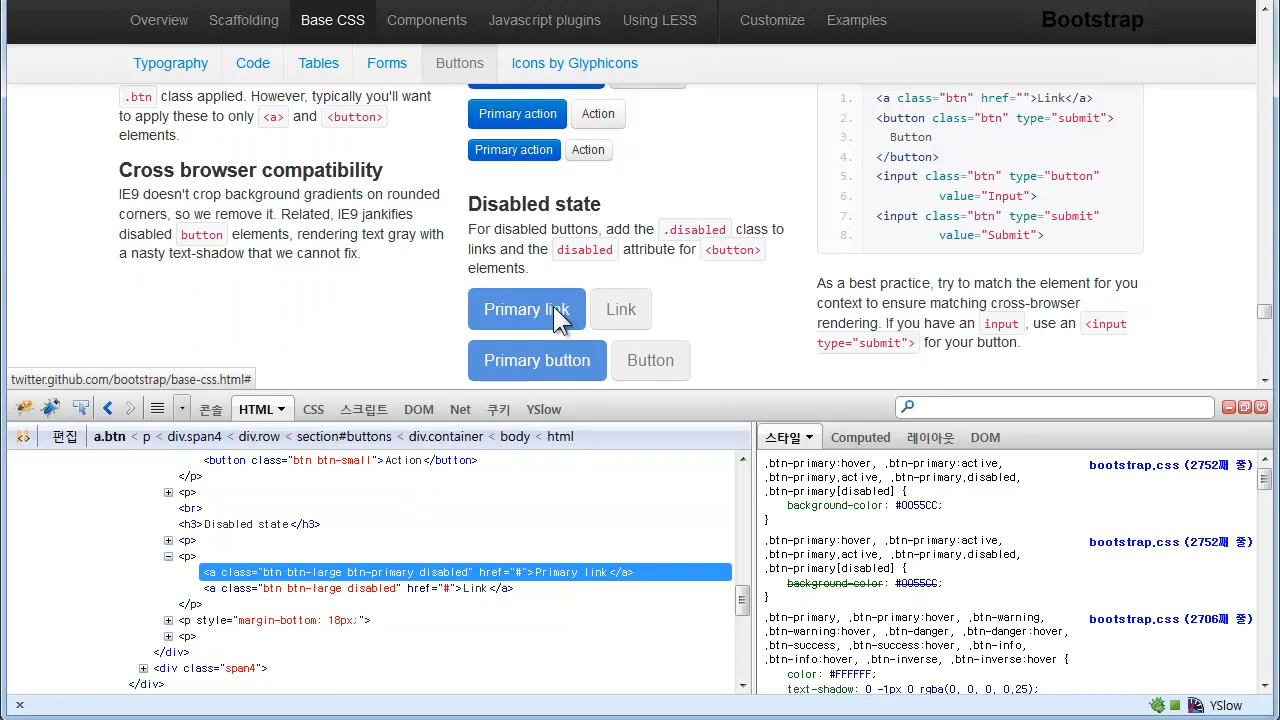 Overview Scaffolding Base CSS Components Javascript plugins Using LESS Customize Examples Bootstrap
Typography Code Tables Forms Buttons Icons by Glyphicons
.btn class applied. However, typically you'll want
to apply these to only <a> and <button>
elements.
Cross browser compatibility
IE9 doesn't crop background gradients on rounded
corners, so we remove it. Related, IE9 jankifies
disabled button elements, rendering text gray with
a nasty text-shadow that we cannot fix.
Primary action Action
Primary action Action
Disabled state
For disabled buttons, add the .disabled class to
links and the disabled attribute for <button>
elements.
Primary link Link
Primary button Button
1. <a class="btn" href="">Link</a>
2. <button class="btn" type="submit">
3. Button
4. </button>
5. <input class="btn" type="button"
6. value="Input">
7. <input class="btn" type="submit"
8. value="Submit">
As a best practice, try to match the element for you
context to ensure matching cross-browser
rendering. If you have an input, use an <input
type="submit"> for your button.
twitter.github.com/bootstrap/base-css.html#
콘솔 HTML CSS 스크립트 DOM Net 쿠키 YSlow
편집 a.btn < p < div.span4 < div.row < section#buttons < div.container < body < html
<button class="btn btn-small">Action</button>
</p>
<p>
<br>
<h3>Disabled state</h3>
<p>
<p>
<a class="btn btn-large btn-primary disabled" href="#">Primary link</a>
<a class="btn btn-large disabled" href="#">Link</a>
</p>
<p style="margin-bottom: 18px;">
<p>
</div>
<div class="span4">
</div>
스타일 Computed 레이아웃 DOM
.btn-primary:hover, .btn-primary:active, bootstrap.css (2752째 줄)
.btn-primary.active, .btn-primary.disabled,
.btn-primary[disabled] {
background-color: #0055CC;
}
.btn-primary:hover, .btn-primary:active, bootstrap.css (2752째 줄)
.btn-primary.active, .btn-primary.disabled,
.btn-primary[disabled] {
background-color: #0055CC;
}
.btn-primary, .btn-primary:hover, .btn-warning, bootstrap.css (2706째 줄)
.btn-warning:hover, .btn-danger, .btn-danger:hover,
.btn-success, .btn-success:hover, .btn-info,
.btn-info:hover, .btn-inverse, .btn-inverse:hover {
color: #FFFFFF;
text-shadow: 0 -1px 0 rgba(0, 0, 0, 0.25);
YSlow